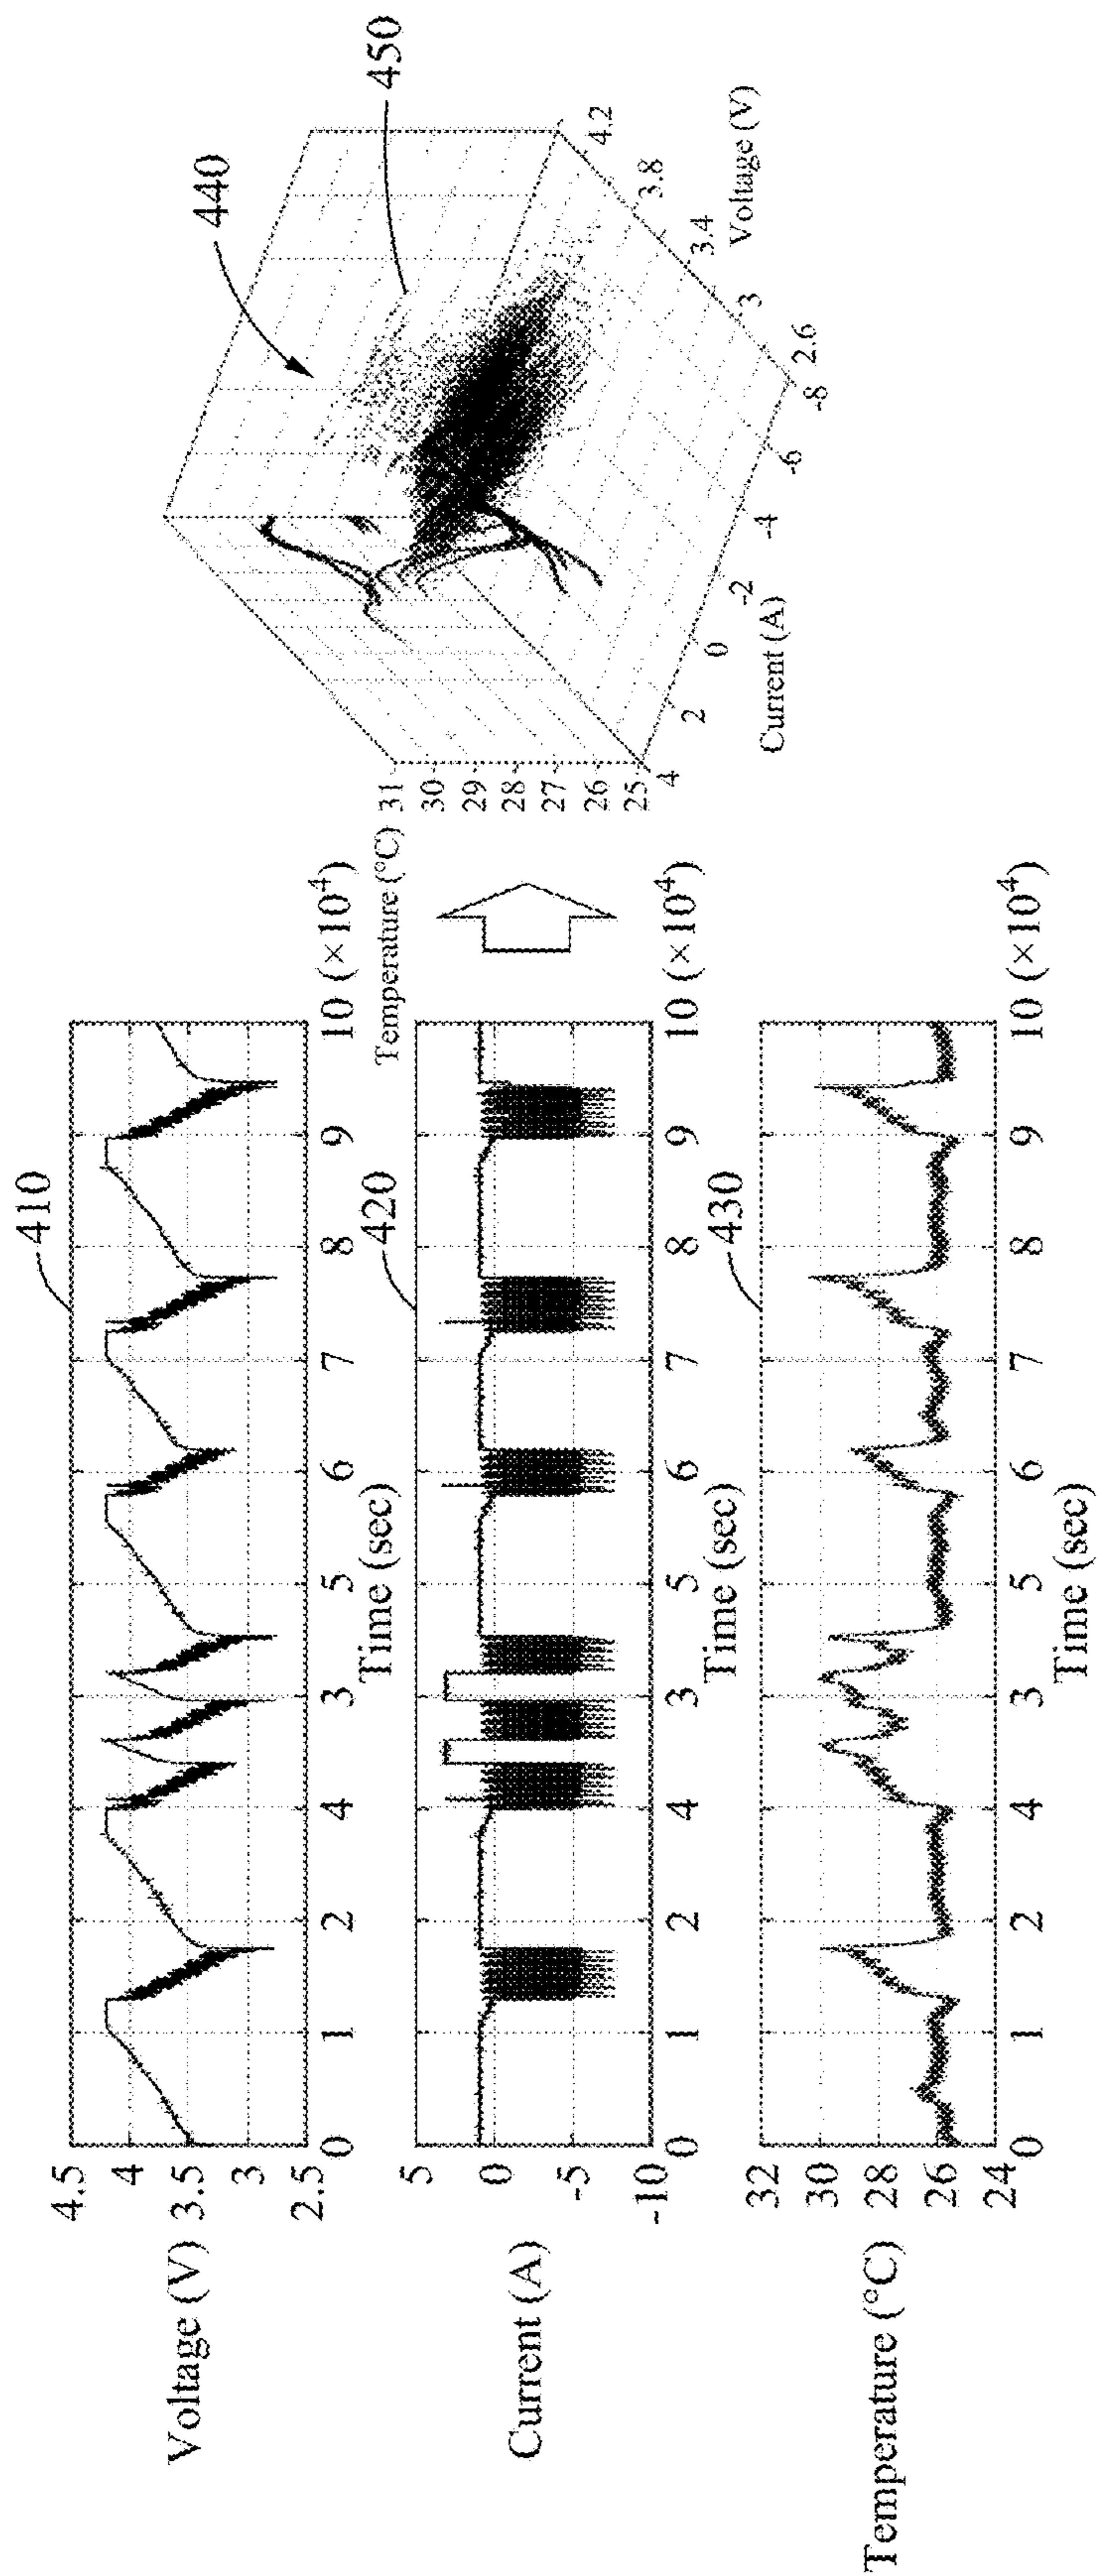 410
Voltage (V)
4.5
4
3.5
3
2.5
0 1 2 4 3 5 6 7 8 9 10 (×10⁴)
Time (sec)
420
Current (A)
5
0
-5
-10
0 1 2 4 3 5 6 7 8 9 10 (×10⁴)
Time (sec)
430
Temperature (°C)
32
30
28
26
24
0 1 2 4 3 5 6 7 8 9 10 (×10⁴)
Time (sec)
440
450
Temperature (°C)
31
30
29
28
27
26
25
4 2 0 -2 -4 -6 -8
Current (A)
2.6 3 3.4 3.8 4.2
Voltage (V)